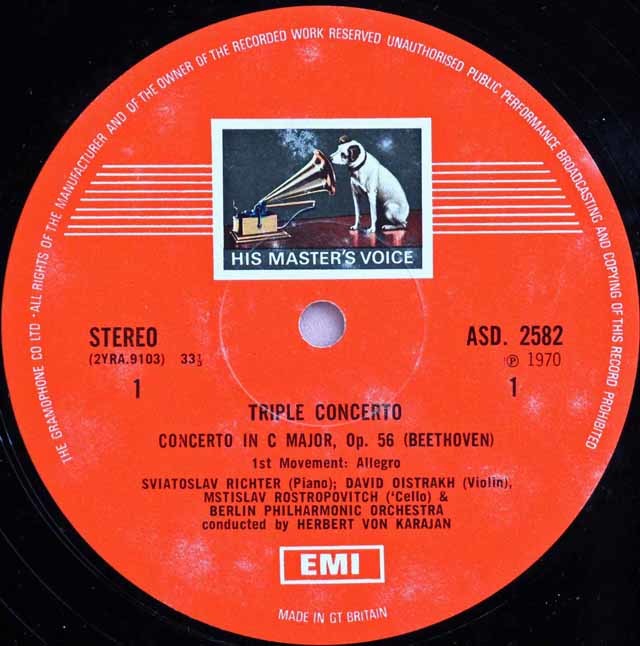 THE GRAMOPHONE CO LTD · ALL RIGHTS OF THE MANUFACTURER AND OF THE OWNER OF THE RECORDED WORK RESERVED UNAUTHORISED PUBLIC PERFORMANCE BROADCASTING AND COPYING OF THIS RECORD PROHIBITED
HIS MASTER'S VOICE
STEREO ASD. 2582
(2YRA.9103) 33⅓ ℗ 1970
1 1
TRIPLE CONCERTO
CONCERTO IN C MAJOR, Op. 56 (BEETHOVEN)
1st Movement: Allegro
SVIATOSLAV RICHTER (Piano); DAVID OISTRAKH (Violin),
MSTISLAV ROSTROPOVITCH ('Cello) &
BERLIN PHILHARMONIC ORCHESTRA
conducted by HERBERT VON KARAJAN
EMI
MADE IN GT BRITAIN